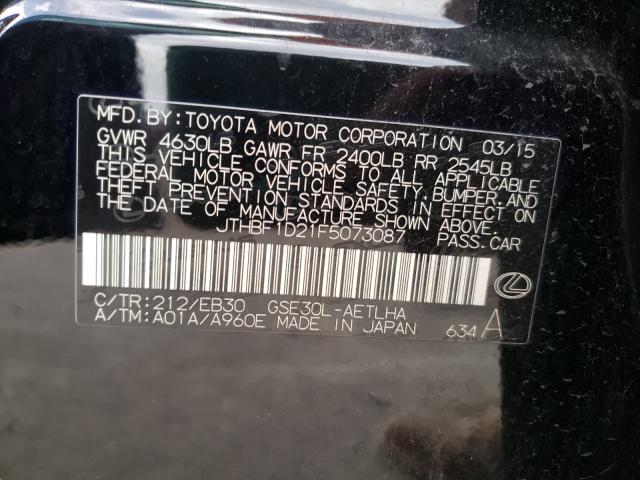 MFD. BY: TOYOTA MOTOR CORPORATION 03/15
GVWR 4630LB GAWR FR 2400LB RR 2545LB
THIS VEHICLE CONFORMS TO ALL APPLICABLE
FEDERAL MOTOR VEHICLE SAFETY, BUMPER, AND
THEFT PREVENTION STANDARDS IN EFFECT ON
THE DATE OF MANUFACTURE SHOWN ABOVE.
JTHBF1D21F5073087 PASS.CAR
C/TR:212/EB30 GSE30L-AETLHA
A/TM:A01A/A960E MADE IN JAPAN 634 A